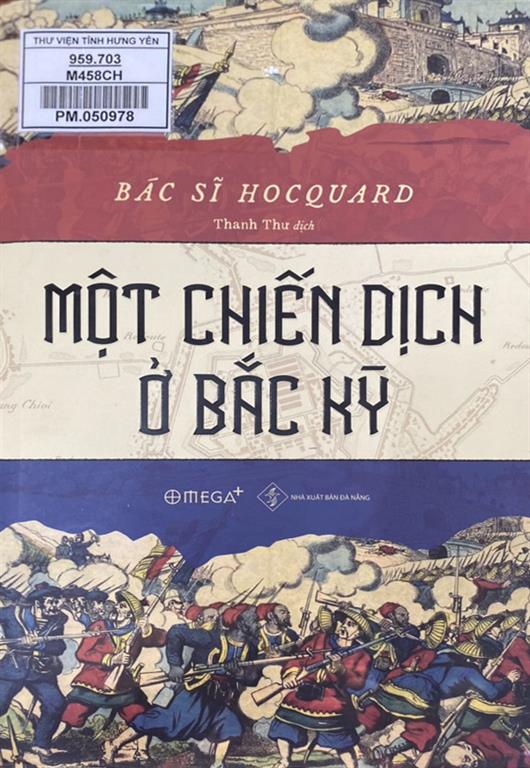 THƯ VIỆN TỈNH HƯNG YÊN
959.703
M458CH
PM.050978
BÁC SĨ HOCQUARD
Thanh Thư dịch
MỘT CHIẾN DỊCH
Ở BẮC KỲ
OMEGA+
NHÀ XUẤT BẢN ĐÀ NẴNG